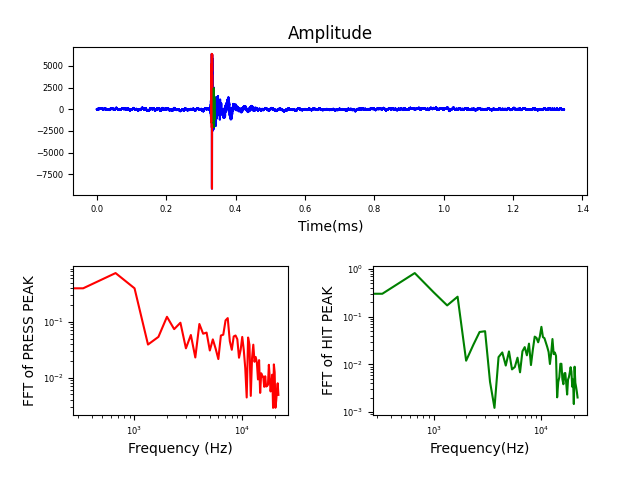 Amplitude
5000
2500
0
−2500
−5000
−7500
0.0 0.2 0.4 0.6 0.8 1.0 1.2 1.4
Time(ms)
FFT of PRESS PEAK
10⁻¹
10⁻²
10³ 10⁴
Frequency (Hz)
FFT of HIT PEAK
10⁰
10⁻¹
10⁻²
10⁻³
10³ 10⁴
Frequency(Hz)